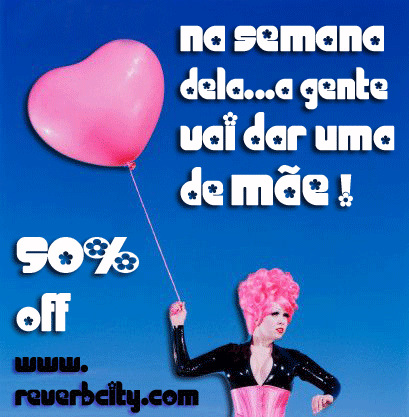 na semana
dela...a gente
vai dar uma
de mãe !
50%
off
www.
reverbcity.com